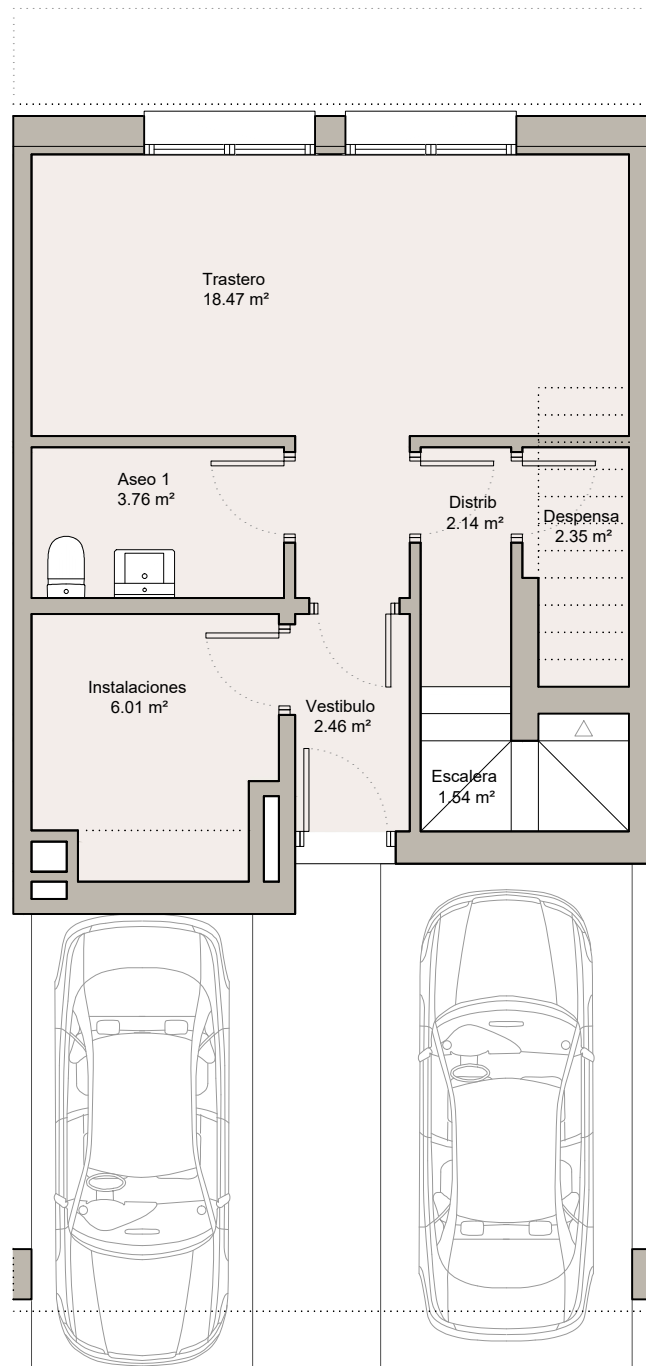 Trastero
18.47 m²
Aseo 1
3.76 m²
Distrib
2.14 m²
Despensa
2.35 m²
Instalaciones
6.01 m²
Vestibulo
2.46 m²
Escalera
1.54 m²